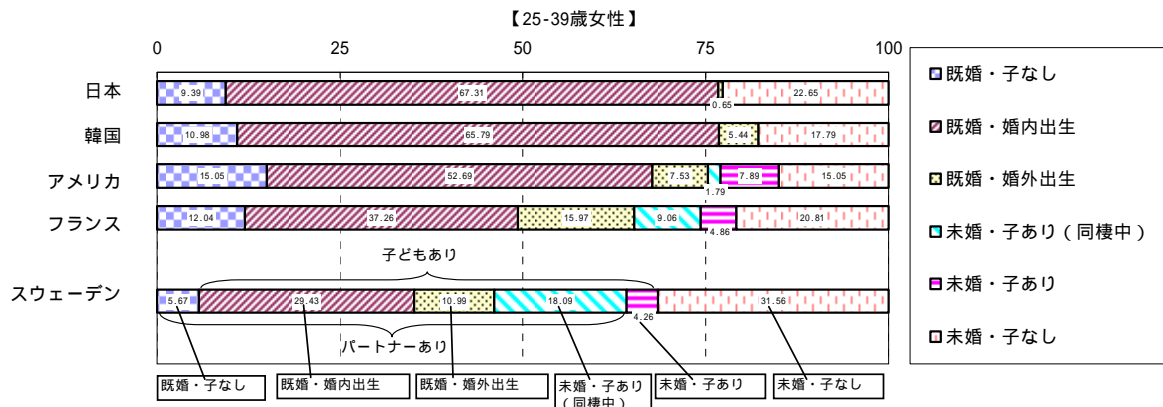 【25-39歳女性】
0 25 50 75 100
日本 9.39 67.31 0.65 22.65
韓国 10.98 65.79 5.44 17.79
アメリカ 15.05 52.69 7.53 1.79 7.89 15.05
フランス 12.04 37.26 15.97 9.06 4.86 20.81
子どもあり
スウェーデン 5.67 29.43 10.99 18.09 4.26 31.56
パートナーあり
既婚・子なし 既婚・婚内出生 既婚・婚外出生 未婚・子あり（同棲中） 未婚・子あり 未婚・子なし
既婚・子なし
既婚・婚内出生
既婚・婚外出生
未婚・子あり（同棲中）
未婚・子あり
未婚・子なし